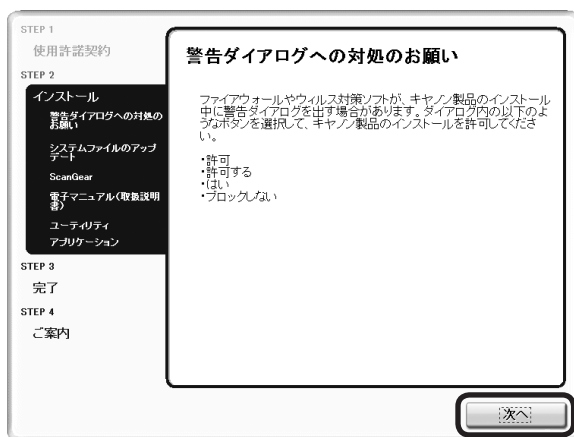 STEP 1
使用許諾契約
STEP 2
インストール
警告ダイアログへの対処の
お願い
システムファイルのアップ
デート
ScanGear
電子マニュアル(取扱説明
書)
ユーティリティ
アプリケーション
STEP 3
完了
STEP 4
ご案内
警告ダイアログへの対処のお願い
ファイアウォールやウィルス対策ソフトが、キヤノン製品のインストール
中に警告ダイアログを出す場合があります。ダイアログ内の以下のよ
うなボタンを選択して、キヤノン製品のインストールを許可してくださ
い。
・許可
・許可する
・はい
・ブロックしない
次へ